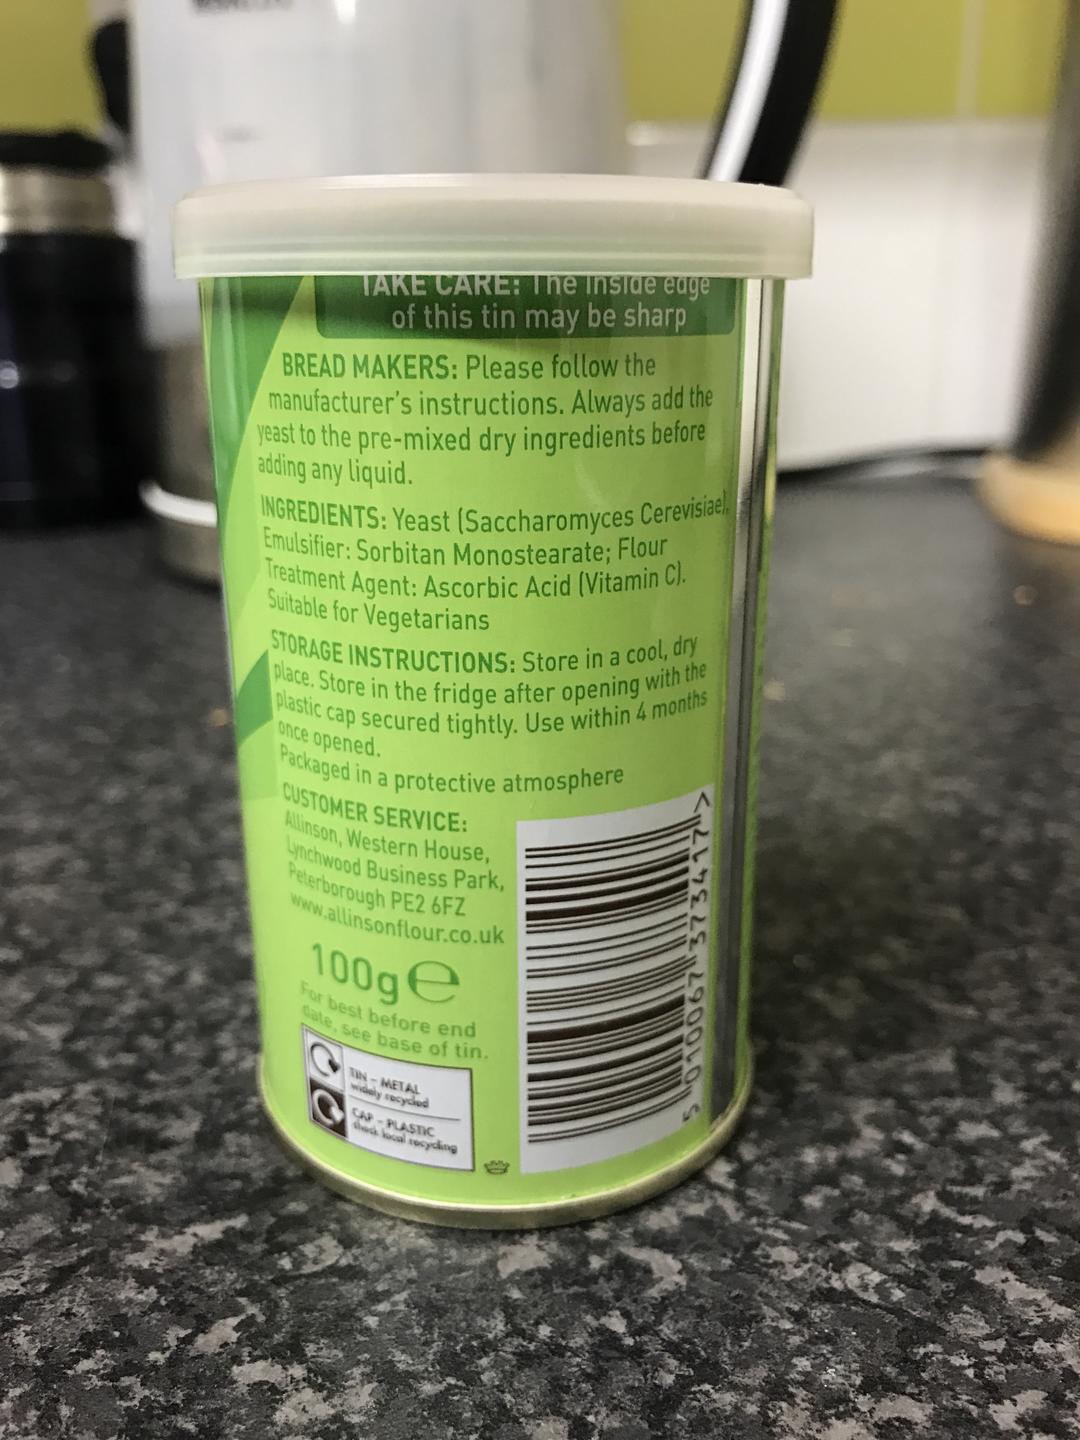 TAKE CARE: The inside edge
of this tin may be sharp
BREAD MAKERS: Please follow the
manufacturer's instructions. Always add the
yeast to the pre-mixed dry ingredients before
adding any liquid.
INGREDIENTS: Yeast (Saccharomyces Cerevisiae),
Emulsifier: Sorbitan Monostearate; Flour
Treatment Agent: Ascorbic Acid (Vitamin C).
Suitable for Vegetarians
STORAGE INSTRUCTIONS: Store in a cool, dry
place. Store in the fridge after opening with the
plastic cap secured tightly. Use within 4 months
once opened.
Packaged in a protective atmosphere
CUSTOMER SERVICE:
Allinson, Western House,
Lynchwood Business Park,
Peterborough PE2 6FZ
www.allinsonflour.co.uk
100g e
For best before end
date, see base of tin.
TIN - METAL
widely recycled
CAP - PLASTIC
check local recycling
5 010067 373417 >